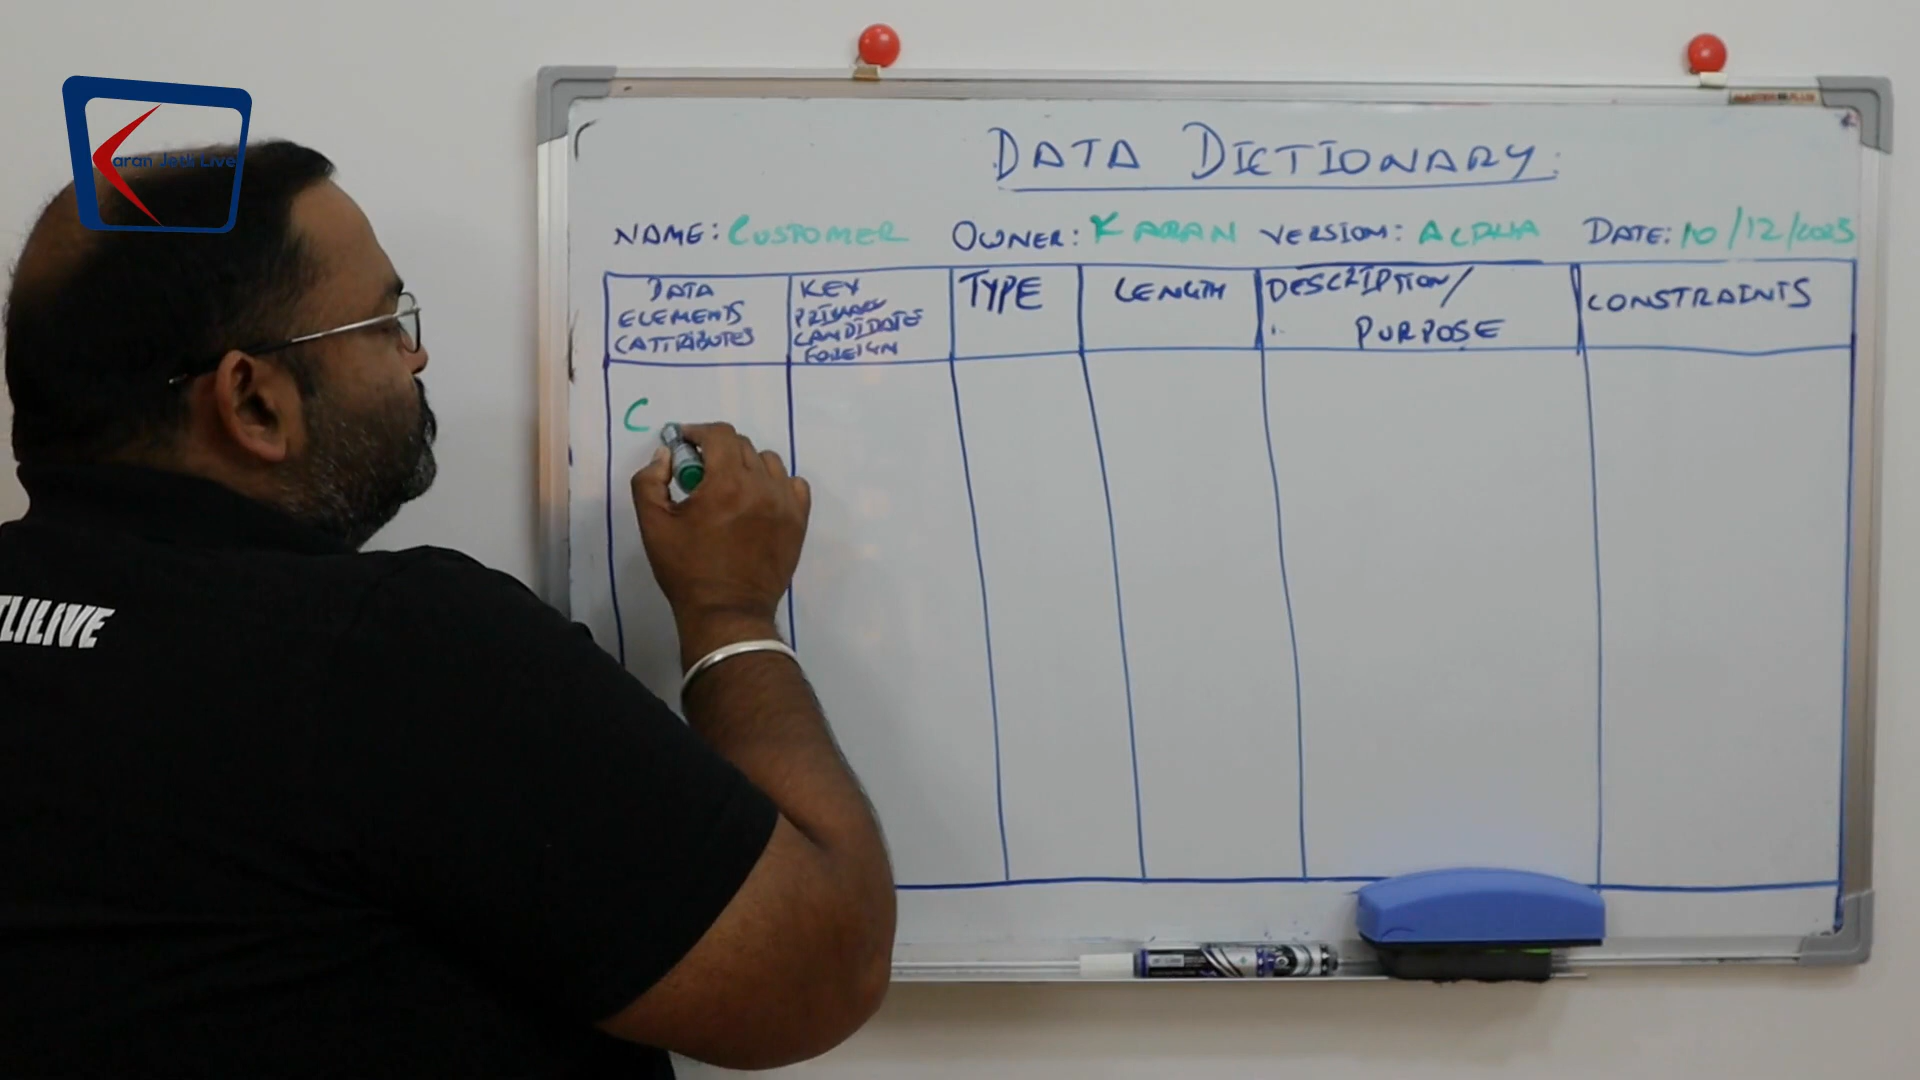 Karan Jetli Live
DATA DICTIONARY:
NAME: CUSTOMER OWNER: KARAN VERSION: ALPHA DATE: 10/12/2025
DATA
ELEMENTS
(ATTRIBUTES
KEY
PRIMARY
CANDIDATE
FOREIGN
TYPE
LENGTH
DESCRIPTION/
PURPOSE
CONSTRAINTS
C
TLILIVE